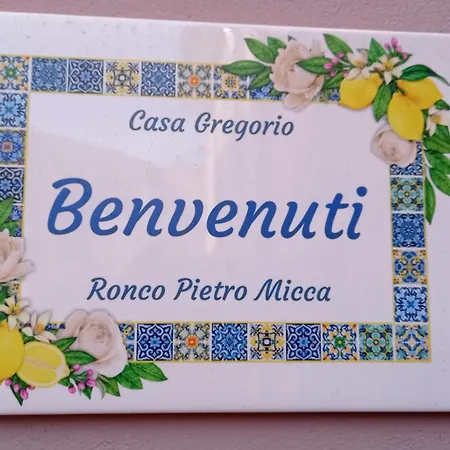 Casa Gregorio
Benvenuti
Ronco Pietro Micca